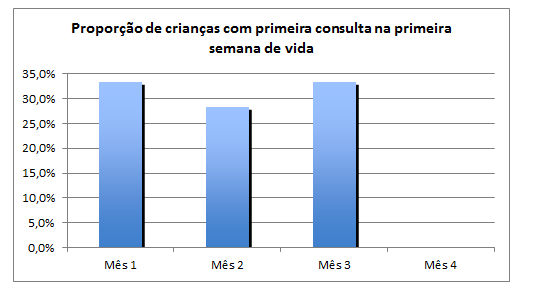 Proporção de crianças com primeira consulta na primeira
semana de vida
35,0%
30,0%
25,0%
20,0%
15,0%
10,0%
5,0%
0,0%
Mês 1 Mês 2 Mês 3 Mês 4